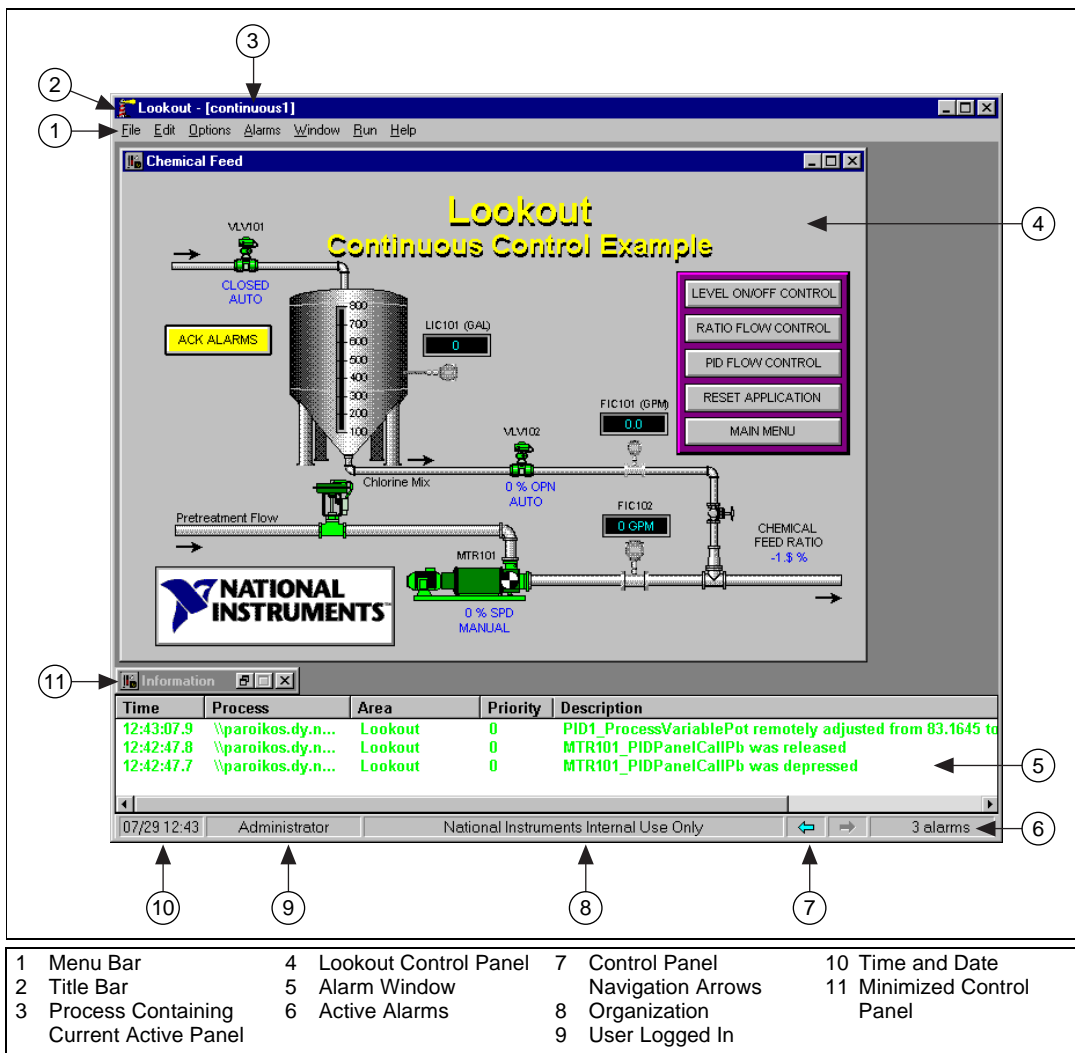 3
2
Lookout - [continuous1]
1
File Edit Options Alarms Window Run Help
Chemical Feed
Lookout
Continuous Control Example
4
VLV101
CLOSED
AUTO
ACK ALARMS
800
700
600
500
400
300
200
100
LIC101 (GAL)
0
LEVEL ON/OFF CONTROL
RATIO FLOW CONTROL
PID FLOW CONTROL
RESET APPLICATION
MAIN MENU
FIC101 (GPM)
0.0
VLV102
0 % OPN
AUTO
Chlorine Mix
Pretreatment Flow
FIC102
0 GPM
CHEMICAL
FEED RATIO
-1.$ %
MTR101
0 % SPD
MANUAL
NATIONAL
INSTRUMENTS™
11
Information
Time Process Area Priority Description
12:43:07.9 \\paroikos.dy.n... Lookout 0 PID1_ProcessVariablePot remotely adjusted from 83.1645 to
12:42:47.8 \\paroikos.dy.n... Lookout 0 MTR101_PIDPanelCallPb was released
12:42:47.7 \\paroikos.dy.n... Lookout 0 MTR101_PIDPanelCallPb was depressed
5
07/29 12:43 Administrator National Instruments Internal Use Only 3 alarms
6
10
9
8
7
1 Menu Bar
2 Title Bar
3 Process Containing
Current Active Panel
4 Lookout Control Panel
5 Alarm Window
6 Active Alarms
7 Control Panel
Navigation Arrows
8 Organization
9 User Logged In
10 Time and Date
11 Minimized Control
Panel